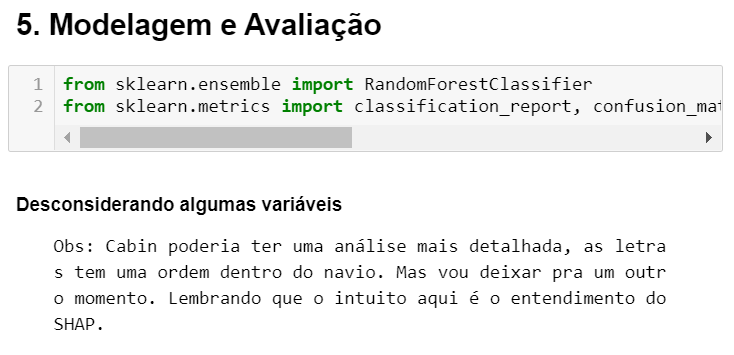 5. Modelagem e Avaliação
1 from sklearn.ensemble import RandomForestClassifier
2 from sklearn.metrics import classification_report,
Desconsiderando algumas variáveis
Obs: Cabin poderia ter uma análise mais detalhada, as letra
s tem uma ordem dentro do navio. Mas vou deixar pra um outr
o momento. Lembrando que o intuito aqui é o entendimento do
SHAP.